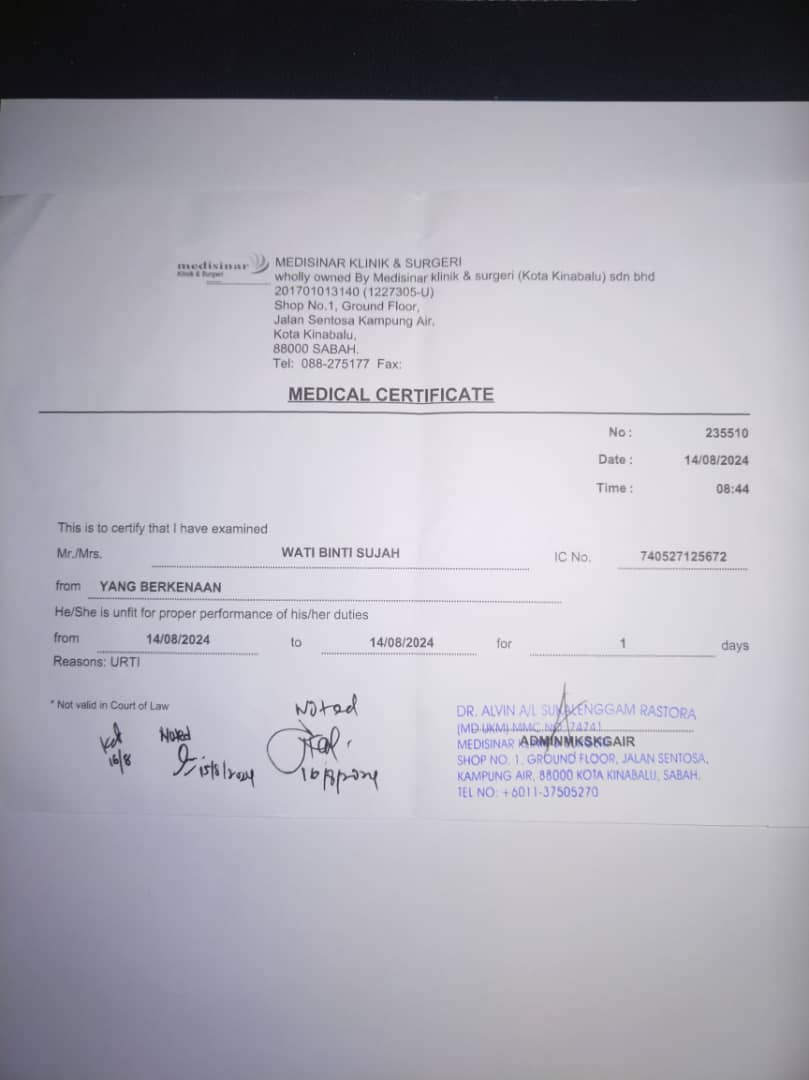 medisinar
Klinik & Surgeri
MEDISINAR KLINIK & SURGERI
wholly owned By Medisinar klinik & surgeri (Kota Kinabalu) sdn bhd
201701013140 (1227305-U)
Shop No.1, Ground Floor,
Jalan Sentosa Kampung Air,
Kota Kinabalu,
88000 SABAH.
Tel: 088-275177 Fax:
MEDICAL CERTIFICATE
No : 235510
Date : 14/08/2024
Time : 08:44
This is to certify that I have examined
Mr./Mrs. WATI BINTI SUJAH IC No. 740527125672
from YANG BERKENAAN
He/She is unfit for proper performance of his/her duties
from 14/08/2024 to 14/08/2024 for 1 days
Reasons: URTI
* Not valid in Court of Law
Noted
16/8/2024
Noted
15/8/2024
16/8
DR. ALVIN A/L RASTORA
(MD-UKM) MMC NO. 74741
MEDISINAR
ADMINMKSKGAIR
SHOP NO. 1, GROUND FLOOR, JALAN SENTOSA,
KAMPUNG AIR, 88000 KOTA KINABALU, SABAH.
TEL NO: +6011-37505270